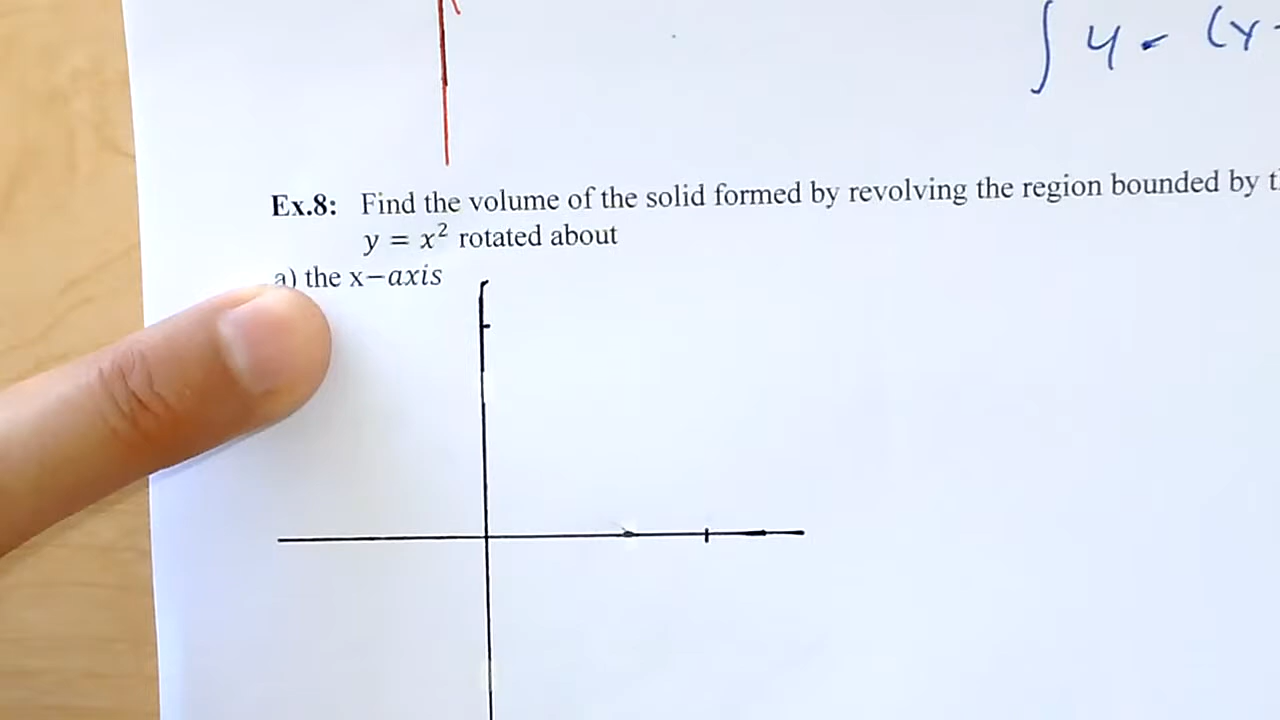 ∫ 4 - (y
Ex.8: Find the volume of the solid formed by revolving the region bounded by
y = x² rotated about
a) the x−axis